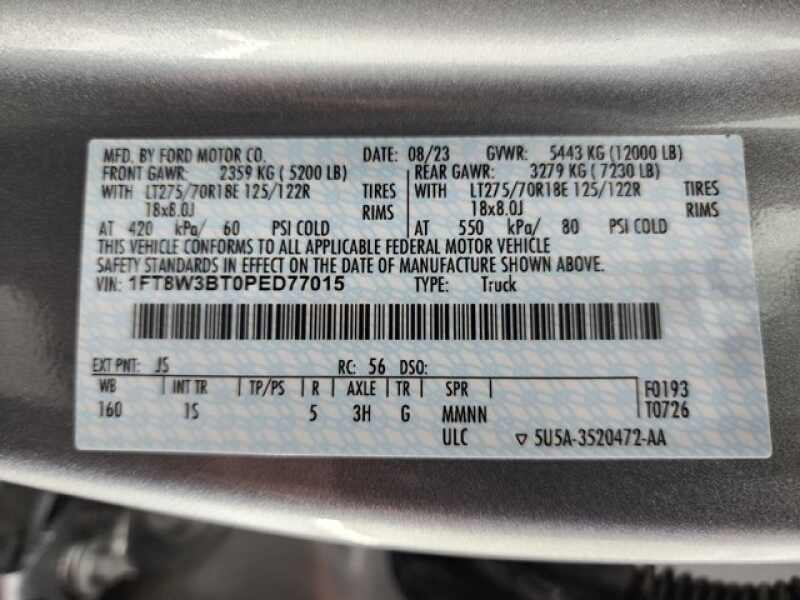 MFD. BY FORD MOTOR CO. DATE: 08/23 GVWR: 5443 KG (12000 LB)
FRONT GAWR: 2359 KG (5200 LB) REAR GAWR: 3279 KG (7230 LB)
WITH LT275/70R18E 125/122R TIRES WITH LT275/70R18E 125/122R TIRES
18x8.0J RIMS 18x8.0J RIMS
AT 420 kPa/ 60 PSI COLD AT 550 kPa/ 80 PSI COLD
THIS VEHICLE CONFORMS TO ALL APPLICABLE FEDERAL MOTOR VEHICLE
SAFETY STANDARDS IN EFFECT ON THE DATE OF MANUFACTURE SHOWN ABOVE.
VIN: 1FT8W3BT0PED77015 TYPE: Truck
EXT PNT: JS RC: 56 DSO:
WB INT TR TP/PS R AXLE TR SPR F0193
160 1S 5 3H G MMNN T0726
ULC ▽ 5U5A-3520472-AA